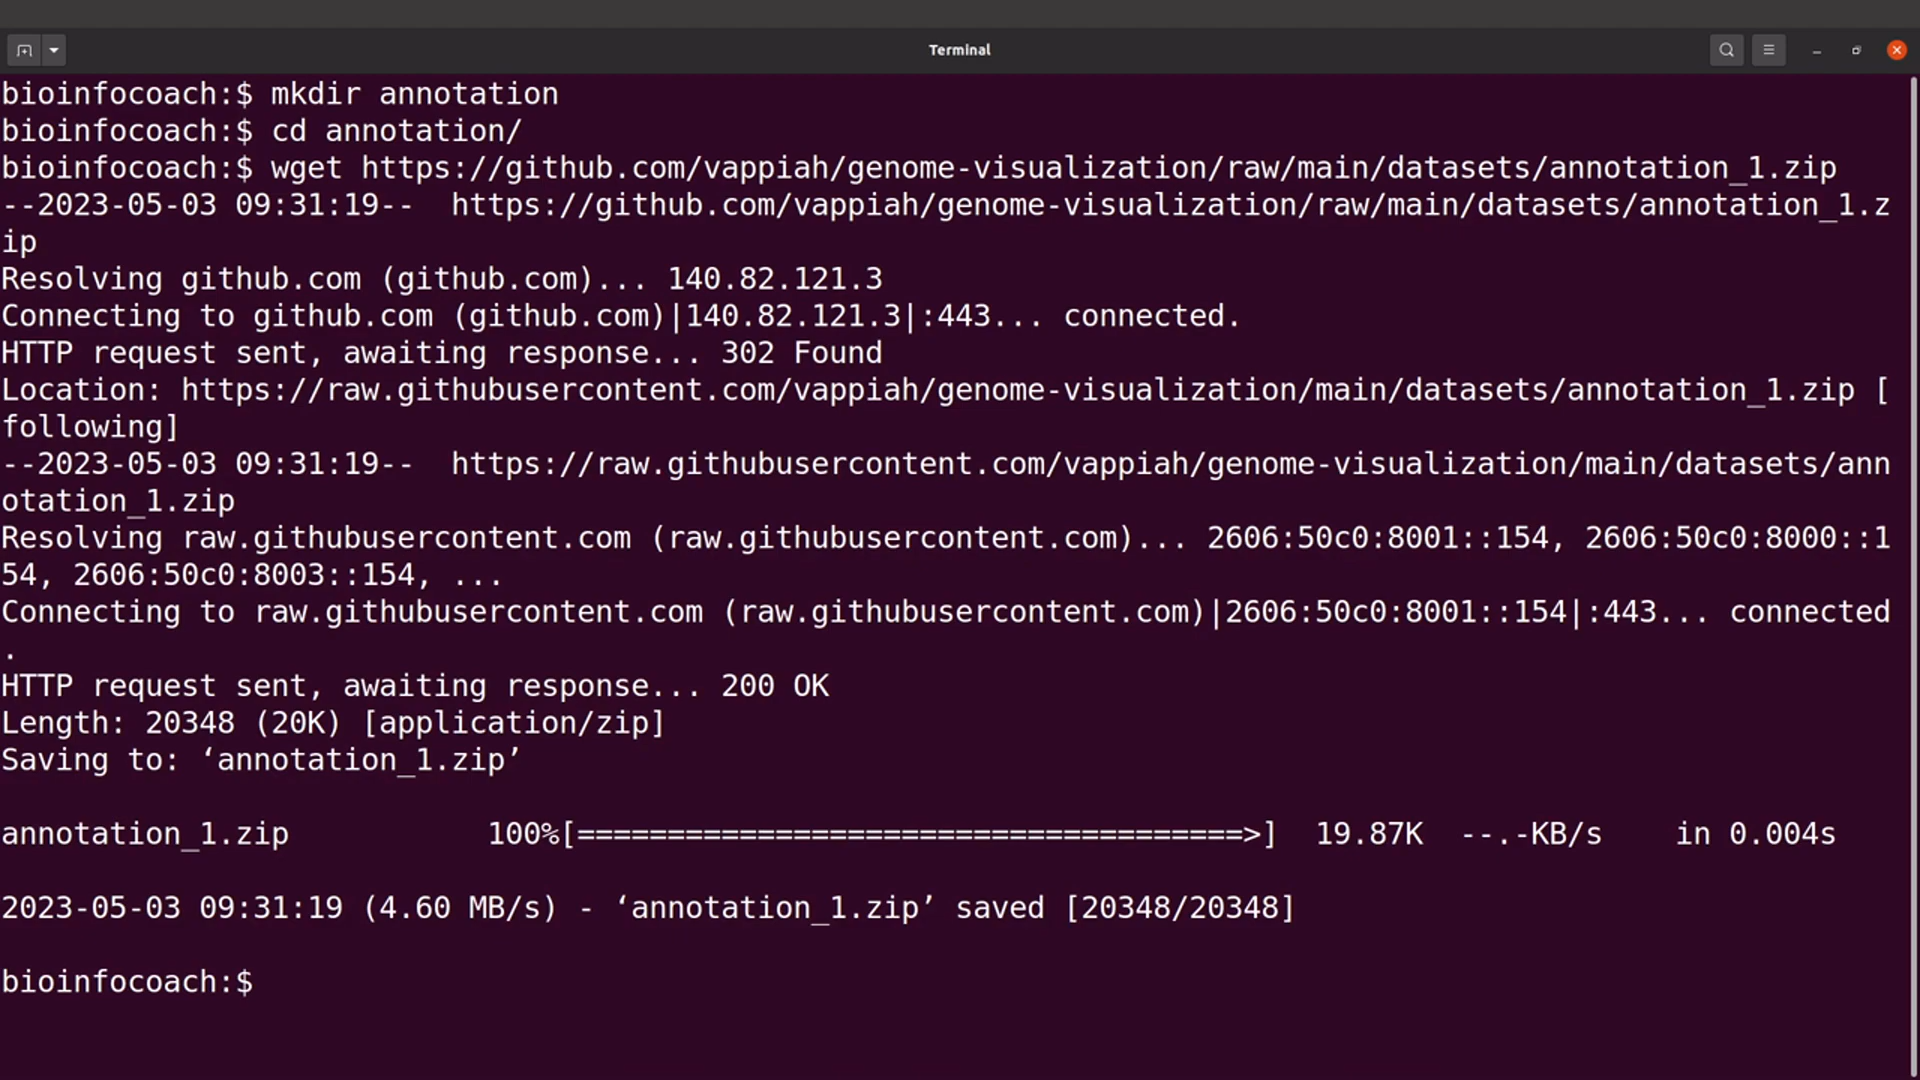 Terminal
bioinfocoach:$ mkdir annotation
bioinfocoach:$ cd annotation/
bioinfocoach:$ wget https://github.com/vappiah/genome-visualization/raw/main/datasets/annotation_1.zip
--2023-05-03 09:31:19--  https://github.com/vappiah/genome-visualization/raw/main/datasets/annotation_1.z
ip
Resolving github.com (github.com)... 140.82.121.3
Connecting to github.com (github.com)|140.82.121.3|:443... connected.
HTTP request sent, awaiting response... 302 Found
Location: https://raw.githubusercontent.com/vappiah/genome-visualization/main/datasets/annotation_1.zip [
following]
--2023-05-03 09:31:19--  https://raw.githubusercontent.com/vappiah/genome-visualization/main/datasets/ann
otation_1.zip
Resolving raw.githubusercontent.com (raw.githubusercontent.com)... 2606:50c0:8001::154, 2606:50c0:8000::1
54, 2606:50c0:8003::154, ...
Connecting to raw.githubusercontent.com (raw.githubusercontent.com)|2606:50c0:8001::154|:443... connected
.
HTTP request sent, awaiting response... 200 OK
Length: 20348 (20K) [application/zip]
Saving to: ‘annotation_1.zip’
annotation_1.zip           100%[=====================================>]  19.87K  --.-KB/s    in 0.004s
2023-05-03 09:31:19 (4.60 MB/s) - ‘annotation_1.zip’ saved [20348/20348]
bioinfocoach:$